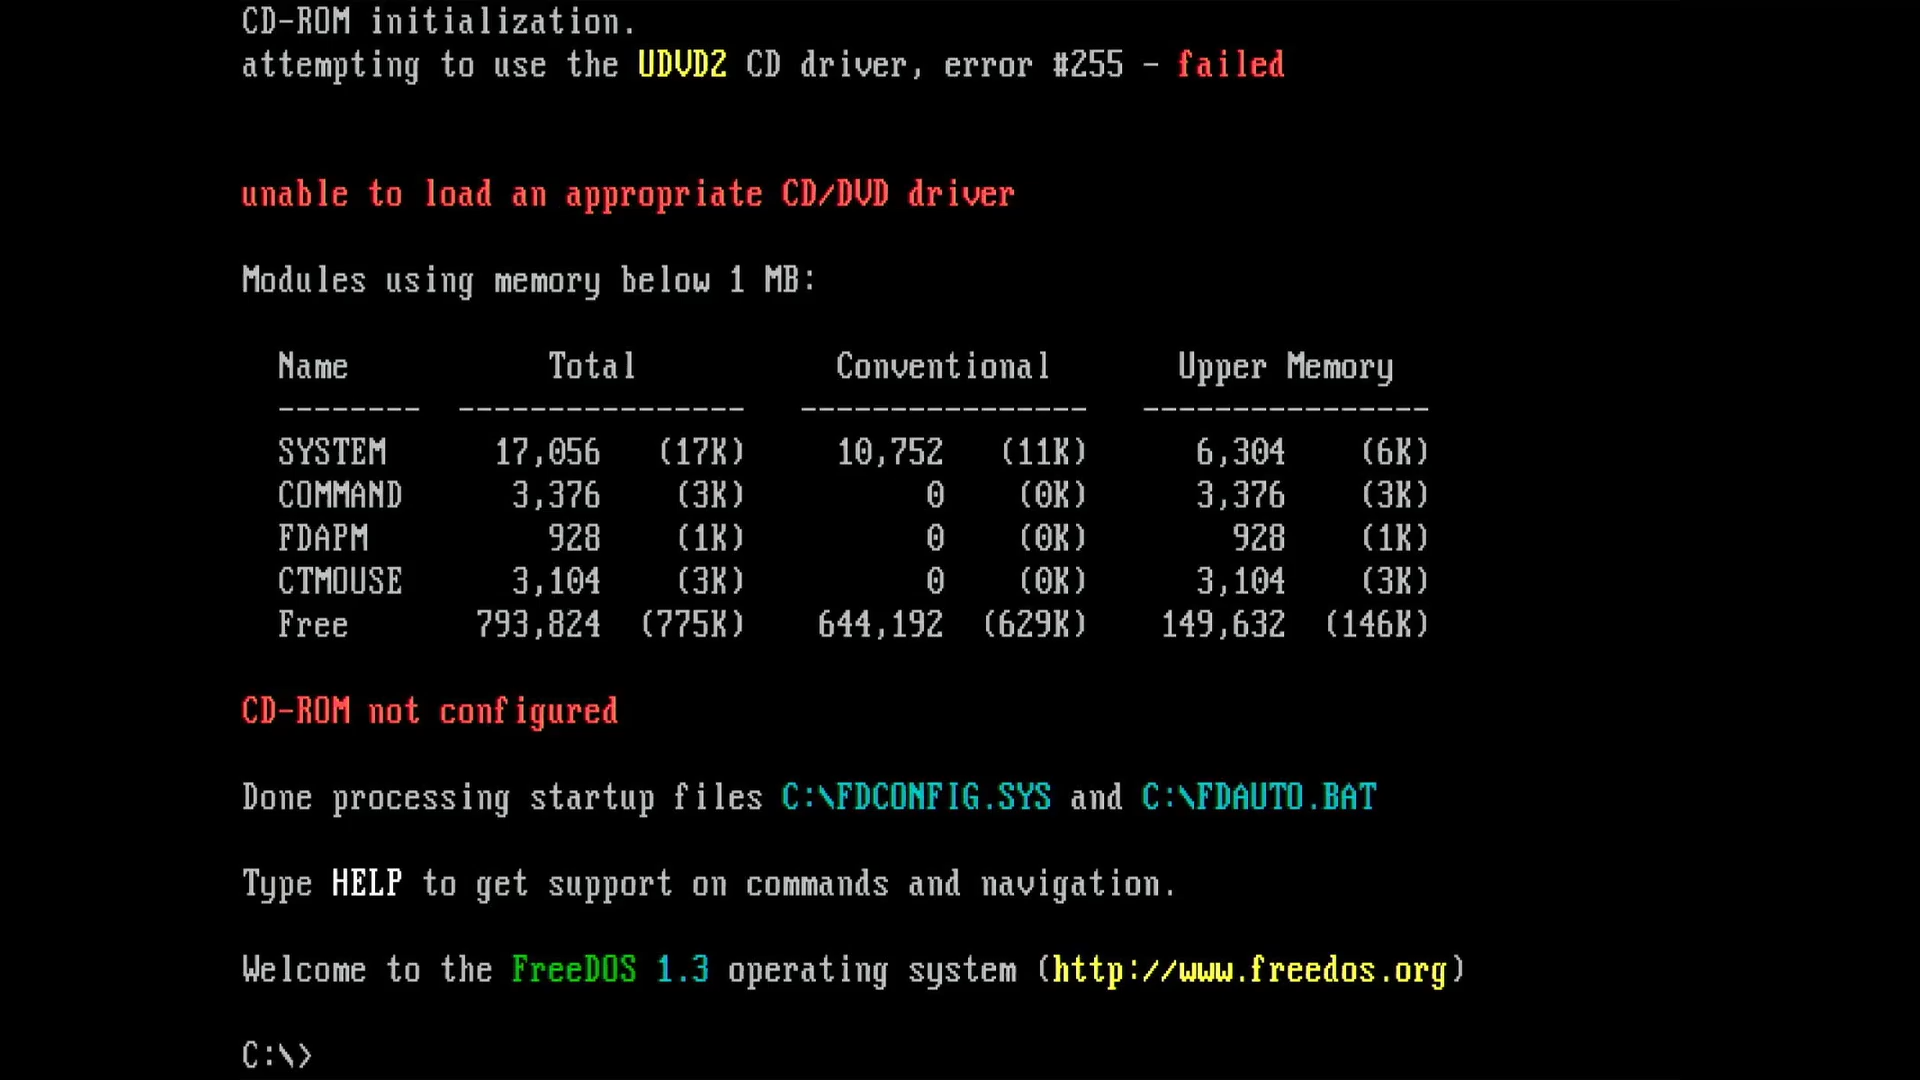 CD-ROM initialization.
attempting to use the UDVD2 CD driver, error #255 - failed
unable to load an appropriate CD/DVD driver
Modules using memory below 1 MB:
Name Total Conventional Upper Memory
-------- ---------------- ---------------- ----------------
SYSTEM 17,056 (17K) 10,752 (11K) 6,304 (6K)
COMMAND 3,376 (3K) 0 (0K) 3,376 (3K)
FDAPM 928 (1K) 0 (0K) 928 (1K)
CTMOUSE 3,104 (3K) 0 (0K) 3,104 (3K)
Free 793,824 (775K) 644,192 (629K) 149,632 (146K)
CD-ROM not configured
Done processing startup files C:\FDCONFIG.SYS and C:\FDAUTO.BAT
Type HELP to get support on commands and navigation.
Welcome to the FreeDOS 1.3 operating system (http://www.freedos.org)
C:\>